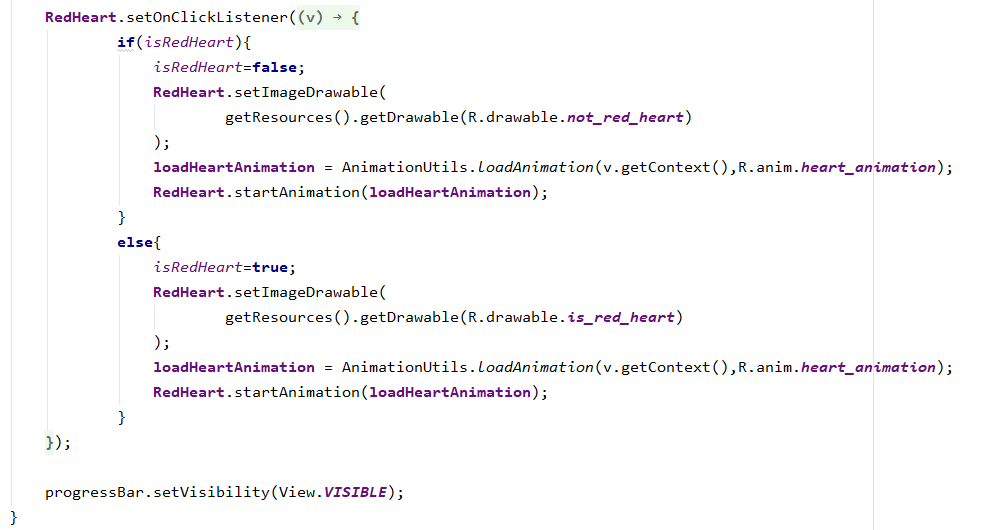 RedHeart.setOnClickListener((v) → {
if(isRedHeart){
isRedHeart=false;
RedHeart.setImageDrawable(
getResources().getDrawable(R.drawable.not_red_heart)
);
loadHeartAnimation = AnimationUtils.loadAnimation(v.getContext(),R.anim.heart_animation);
RedHeart.startAnimation(loadHeartAnimation);
}
else{
isRedHeart=true;
RedHeart.setImageDrawable(
getResources().getDrawable(R.drawable.is_red_heart)
);
loadHeartAnimation = AnimationUtils.loadAnimation(v.getContext(),R.anim.heart_animation);
RedHeart.startAnimation(loadHeartAnimation);
}
});
progressBar.setVisibility(View.VISIBLE);
}